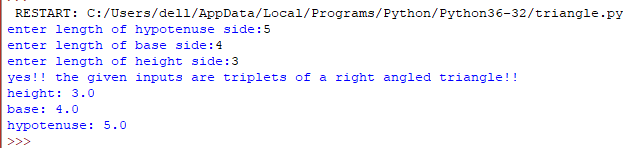 RESTART: C:/Users/dell/AppData/Local/Programs/Python/Python36-32/triangle.py
enter length of hypotenuse side:5
enter length of base side:4
enter length of height side:3
yes!! the given inputs are triplets of a right angled triangle!!
height: 3.0
base: 4.0
hypotenuse: 5.0
>>>